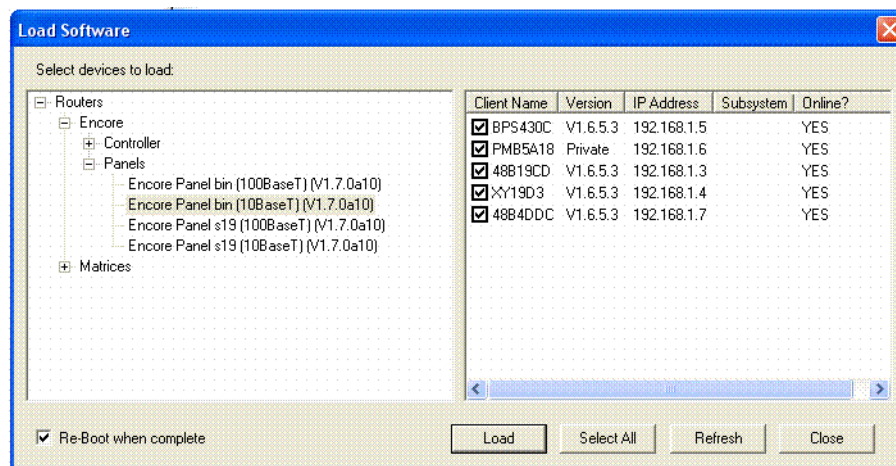 Load Software
Select devices to load:
Routers
Encore
Controller
Panels
Encore Panel bin (100BaseT) (V1.7.0a10)
Encore Panel bin (10BaseT) (V1.7.0a10)
Encore Panel s19 (100BaseT) (V1.7.0a10)
Encore Panel s19 (10BaseT) (V1.7.0a10)
Matrices
Client Name Version IP Address Subsystem Online?
BPS430C V1.6.5.3 192.168.1.5 YES
PMB5A18 Private 192.168.1.6 YES
48B19CD V1.6.5.3 192.168.1.3 YES
XY19D3 V1.6.5.3 192.168.1.4 YES
48B4DDC V1.6.5.3 192.168.1.7 YES
Re-Boot when complete
Load Select All Refresh Close